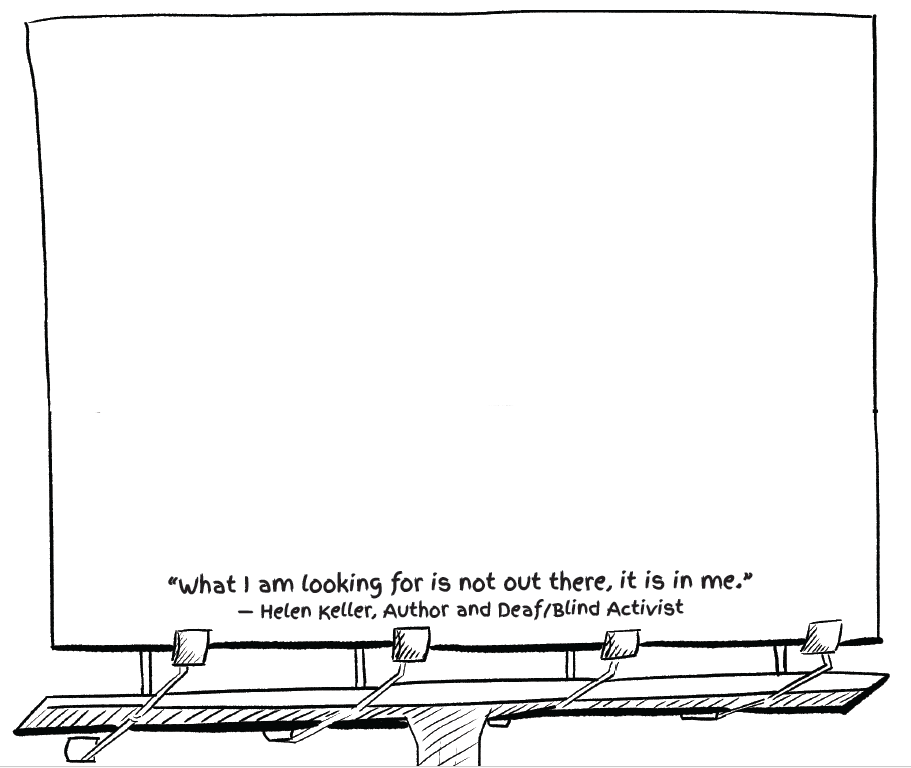 “What I am looking for is not out there, it is in me.”
– Helen Keller, Author and Deaf/Blind Activist